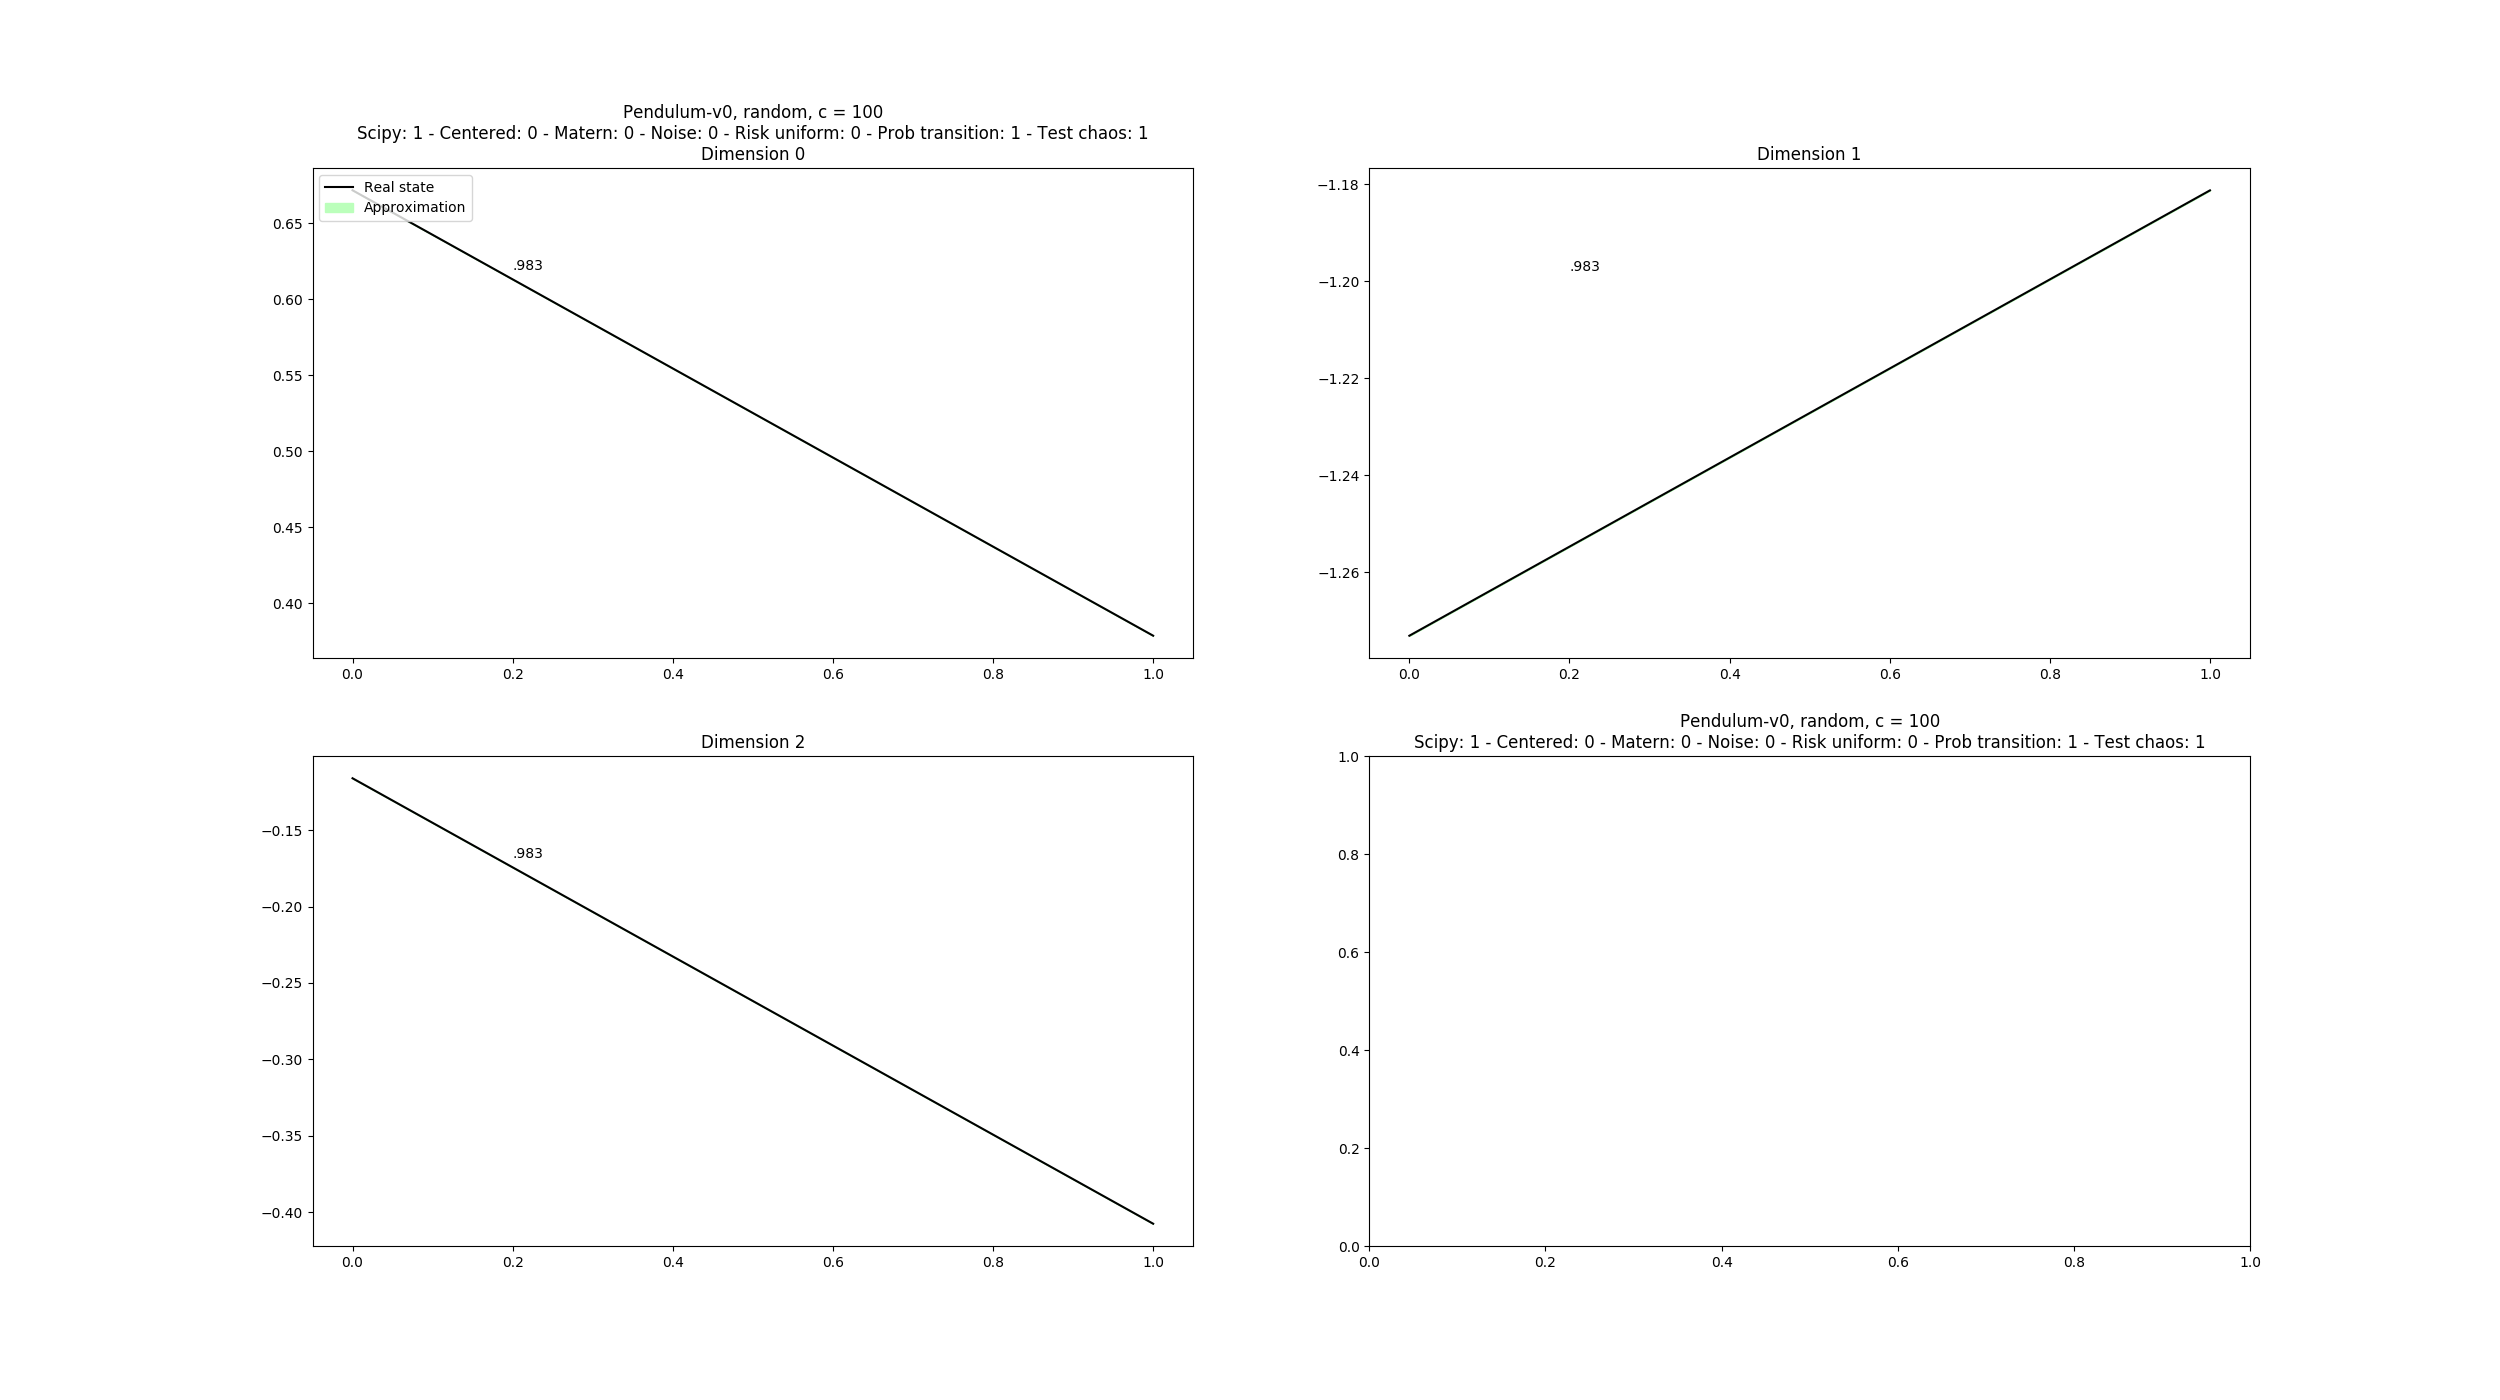 Pendulum-v0, random, c = 100
Scipy: 1 - Centered: 0 - Matern: 0 - Noise: 0 - Risk uniform: 0 - Prob transition: 1 - Test chaos: 1
Dimension 0
Real state
Approximation
.983
0.65
0.60
0.55
0.50
0.45
0.40
0.0 0.2 0.4 0.6 0.8 1.0
Dimension 1
−1.18
.983
−1.20
−1.22
−1.24
−1.26
0.0 0.2 0.4 0.6 0.8 1.0
Dimension 2
−0.15
.983
−0.20
−0.25
−0.30
−0.35
−0.40
0.0 0.2 0.4 0.6 0.8 1.0
Pendulum-v0, random, c = 100
Scipy: 1 - Centered: 0 - Matern: 0 - Noise: 0 - Risk uniform: 0 - Prob transition: 1 - Test chaos: 1
1.0
0.8
0.6
0.4
0.2
0.0
0.0 0.2 0.4 0.6 0.8 1.0